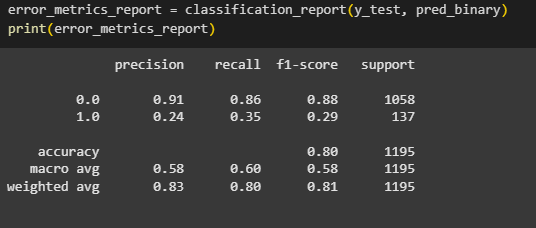 error_metrics_report = classification_report(y_test, pred_binary)
print(error_metrics_report)
precision recall f1-score support
0.0 0.91 0.86 0.88 1058
1.0 0.24 0.35 0.29 137
accuracy 0.80 1195
macro avg 0.58 0.60 0.58 1195
weighted avg 0.83 0.80 0.81 1195